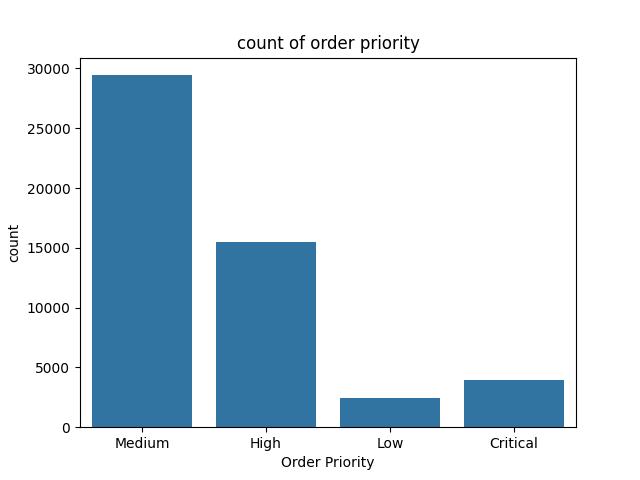 count of order priority
30000
25000
20000
15000
10000
5000
0
count
Medium High Low Critical
Order Priority